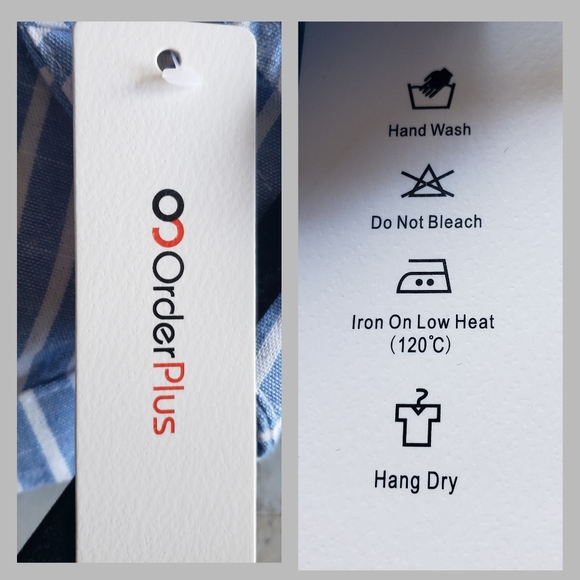 OrderPlus
Hand Wash
Do Not Bleach
Iron On Low Heat
(120℃)
Hang Dry